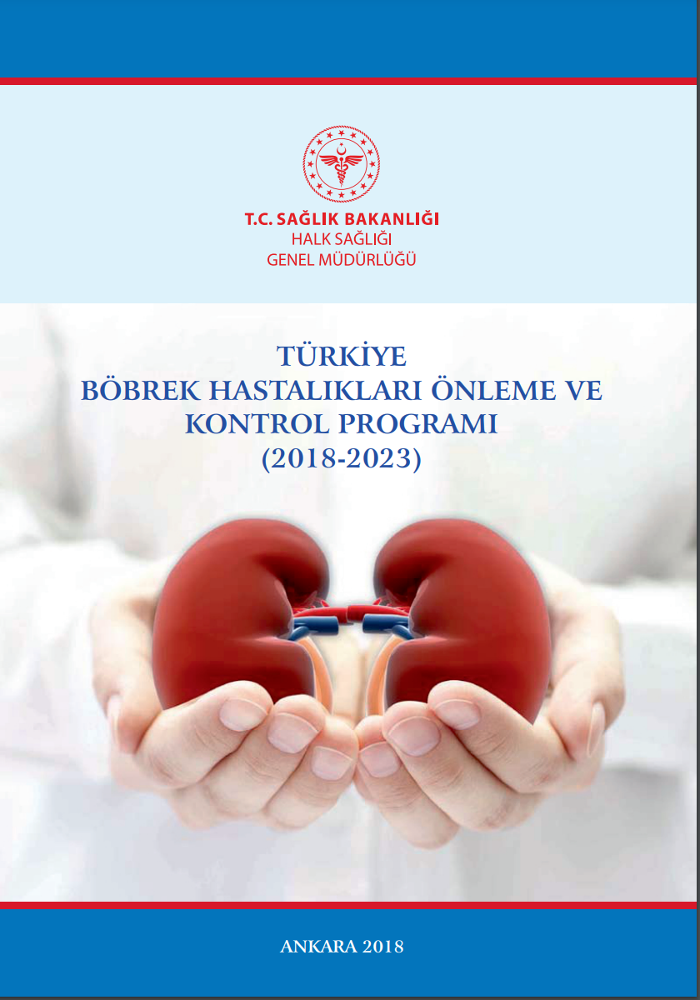 T.C. SAĞLIK BAKANLIĞI
HALK SAĞLIĞI
GENEL MÜDÜRLÜĞÜ
TÜRKİYE
BÖBREK HASTALIKLARI ÖNLEME VE
KONTROL PROGRAMI
(2018-2023)
ANKARA 2018